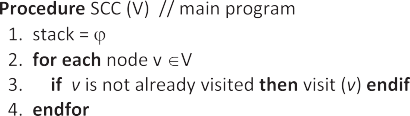 Procedure SCC (V) // main program
1. stack = φ
2. for each node v ∈V
3. if v is not already visited then visit (v) endif
4. endfor